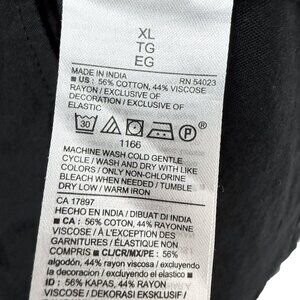 XL
TG
EG
MADE IN INDIA RN 54023
■ US : 56% COTTON, 44% VISCOSE
RAYON / EXCLUSIVE OF
DECORATION / EXCLUSIVE OF
ELASTIC
30 P
1166
MACHINE WASH COLD GENTLE
CYCLE / WASH AND DRY WITH LIKE
COLORS / ONLY NON-CHLORINE
BLEACH WHEN NEEDED / TUMBLE
DRY LOW / WARM IRON
CA 17897
HECHO EN INDIA / DIBUAT DI INDIA
■ CA : 56% COTON, 44% RAYONNE
VISCOSE / À L'EXCEPTION DES
GARNITURES / ÉLASTIQUE NON
COMPRIS ■ CL/CR/MX/PE : 56%
algodón, 44% rayón viscosa / excluyendo
la decoracion / excluyendo el elastico ■
ID : 56% KAPAS, 44% RAYON
VISCOSE / DEKORASI EKSKLUSIF /